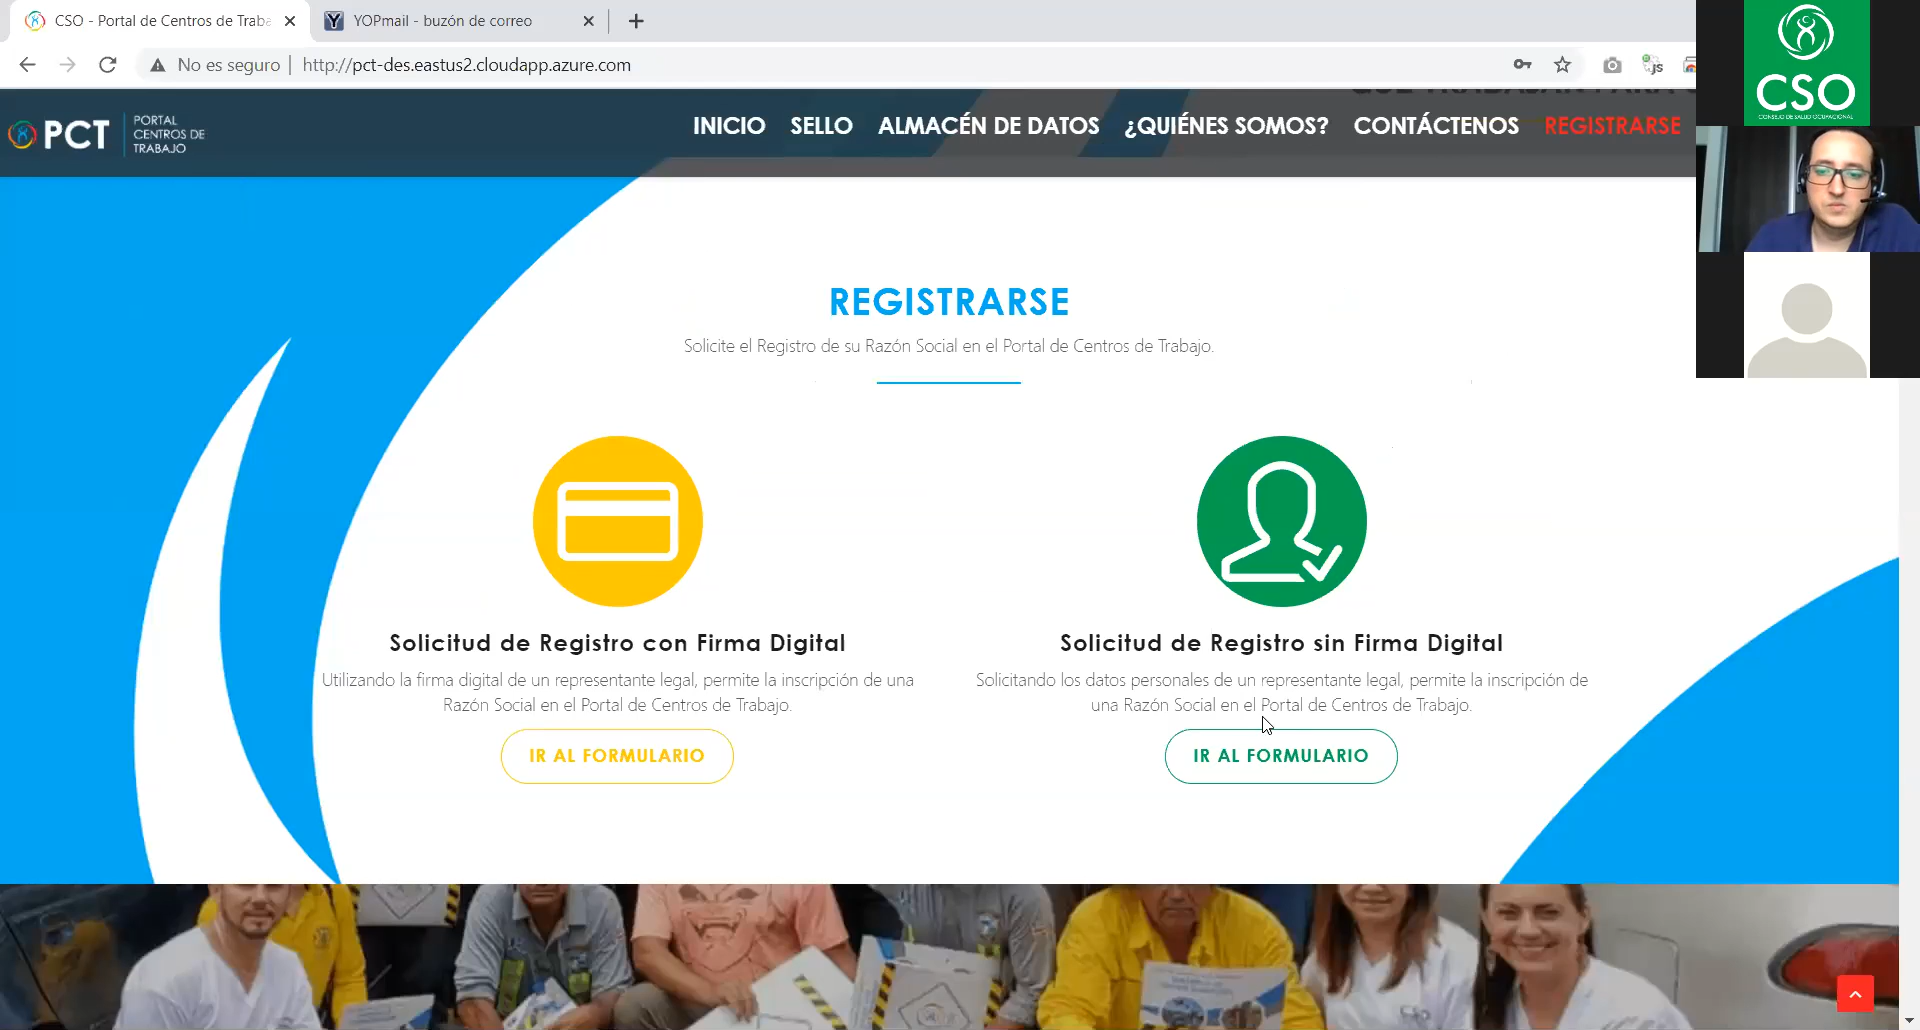 CSO - Portal de Centros de Traba
YOPmail - buzón de correo
No es seguro | http://pct-des.eastus2.cloudapp.azure.com
JS
CSO
CONSEJO DE SALUD OCUPACIONAL
PCT
PORTAL
CENTROS DE
TRABAJO
INICIO SELLO ALMACÉN DE DATOS ¿QUIÉNES SOMOS? CONTÁCTENOS REGISTRARSE
REGISTRARSE
Solicite el Registro de su Razón Social en el Portal de Centros de Trabajo.
Solicitud de Registro con Firma Digital
Utilizando la firma digital de un representante legal, permite la inscripción de una
Razón Social en el Portal de Centros de Trabajo.
IR AL FORMULARIO
Solicitud de Registro sin Firma Digital
Solicitando los datos personales de un representante legal, permite la inscripción de
una Razón Social en el Portal de Centros de Trabajo.
IR AL FORMULARIO